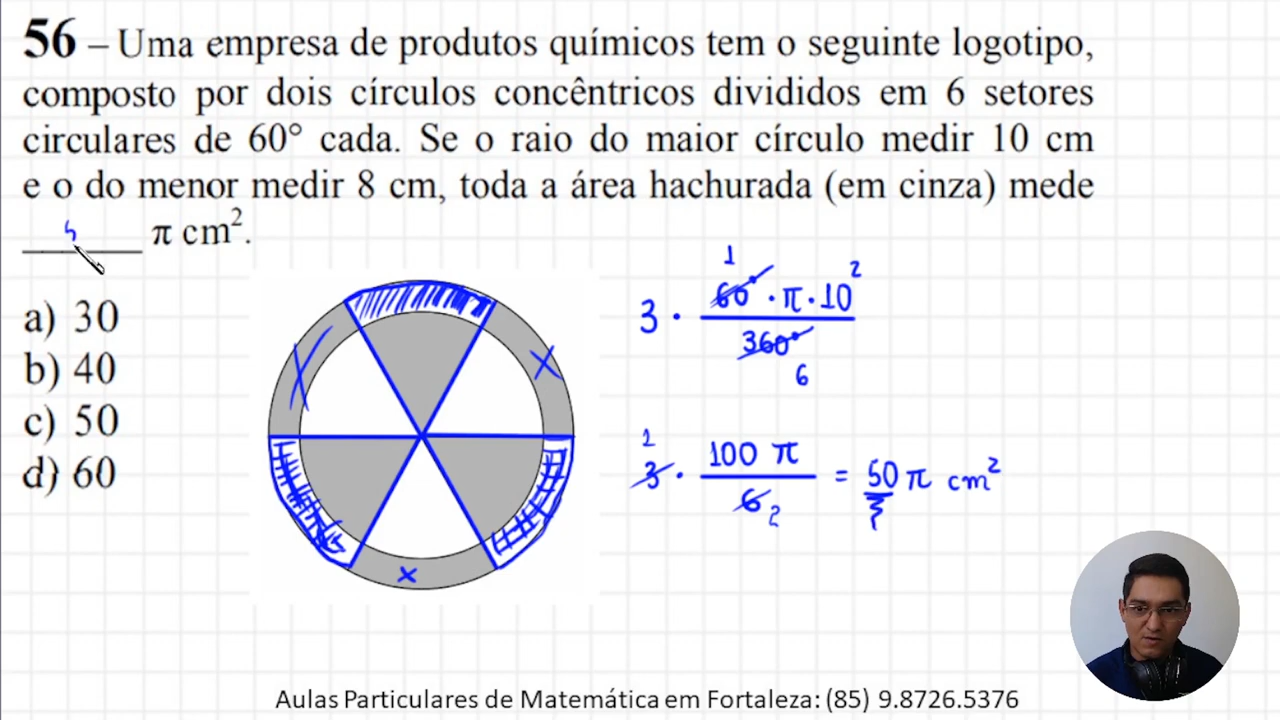 56 – Uma empresa de produtos químicos tem o seguinte logotipo,
composto por dois círculos concêntricos divididos em 6 setores
circulares de 60° cada. Se o raio do maior círculo medir 10 cm
e o do menor medir 8 cm, toda a área hachurada (em cinza) mede
5
______ π cm².
a) 30
b) 40
c) 50
d) 60
1
3 · 60° · π · 10²
360°
6
1
3 · 100 π = 50 π cm²
6 2
Aulas Particulares de Matemática em Fortaleza: (85) 9.8726.5376